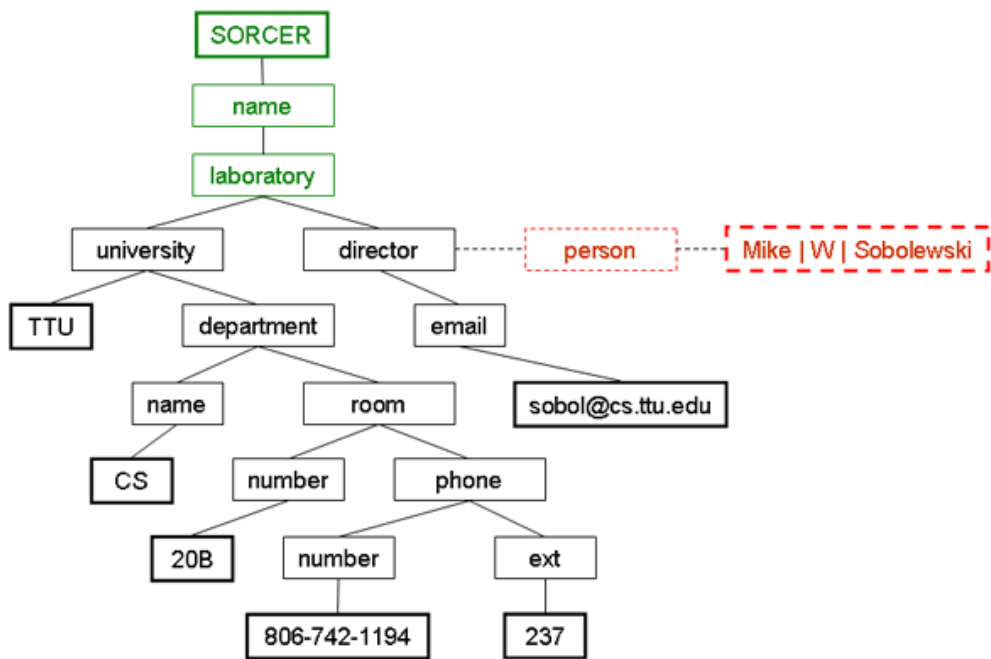 SORCER
name
laboratory
university
director
person
Mike | W | Sobolewski
TTU
department
email
name
room
sobol@cs.ttu.edu
CS
number
phone
20B
number
ext
806-742-1194
237